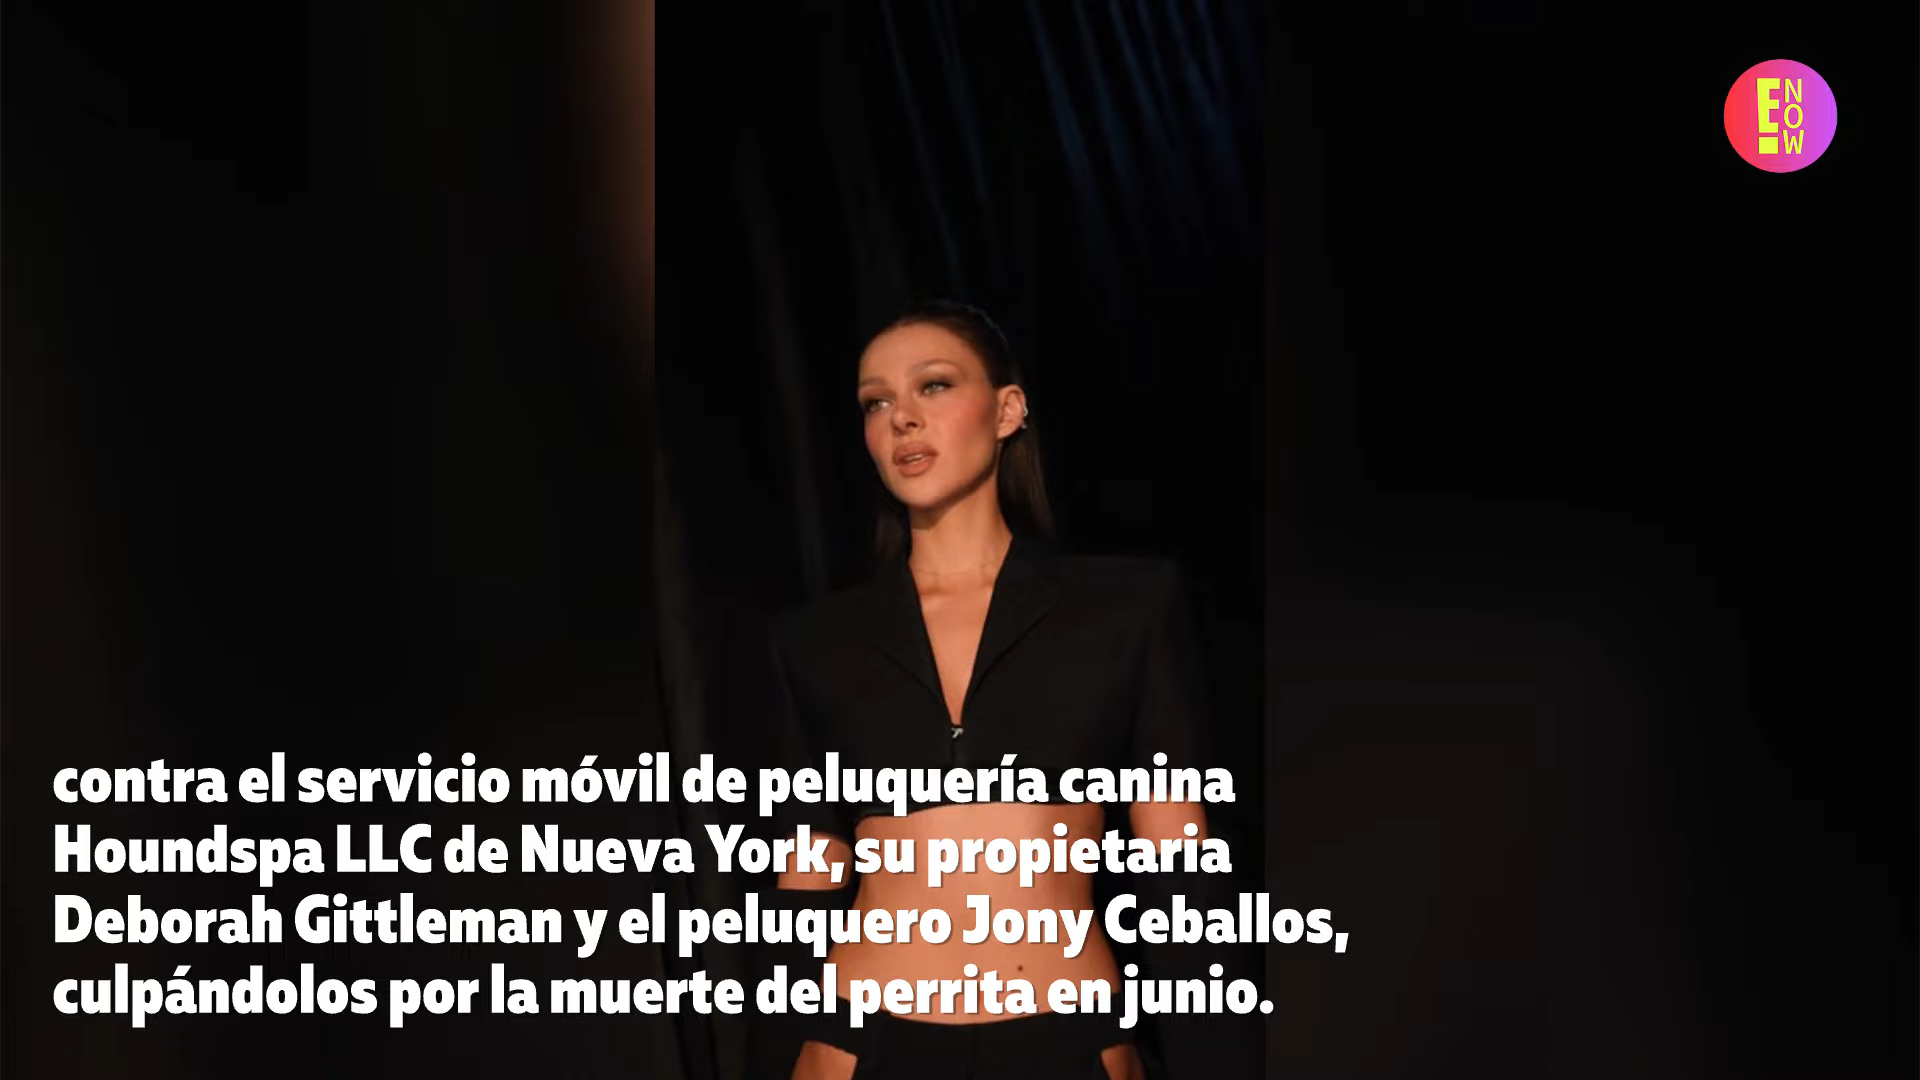 E! NOW
contra el servicio móvil de peluquería canina
Houndspa LLC de Nueva York, su propietaria
Deborah Gittleman y el peluquero Jony Ceballos,
culpándolos por la muerte del perrita en junio.